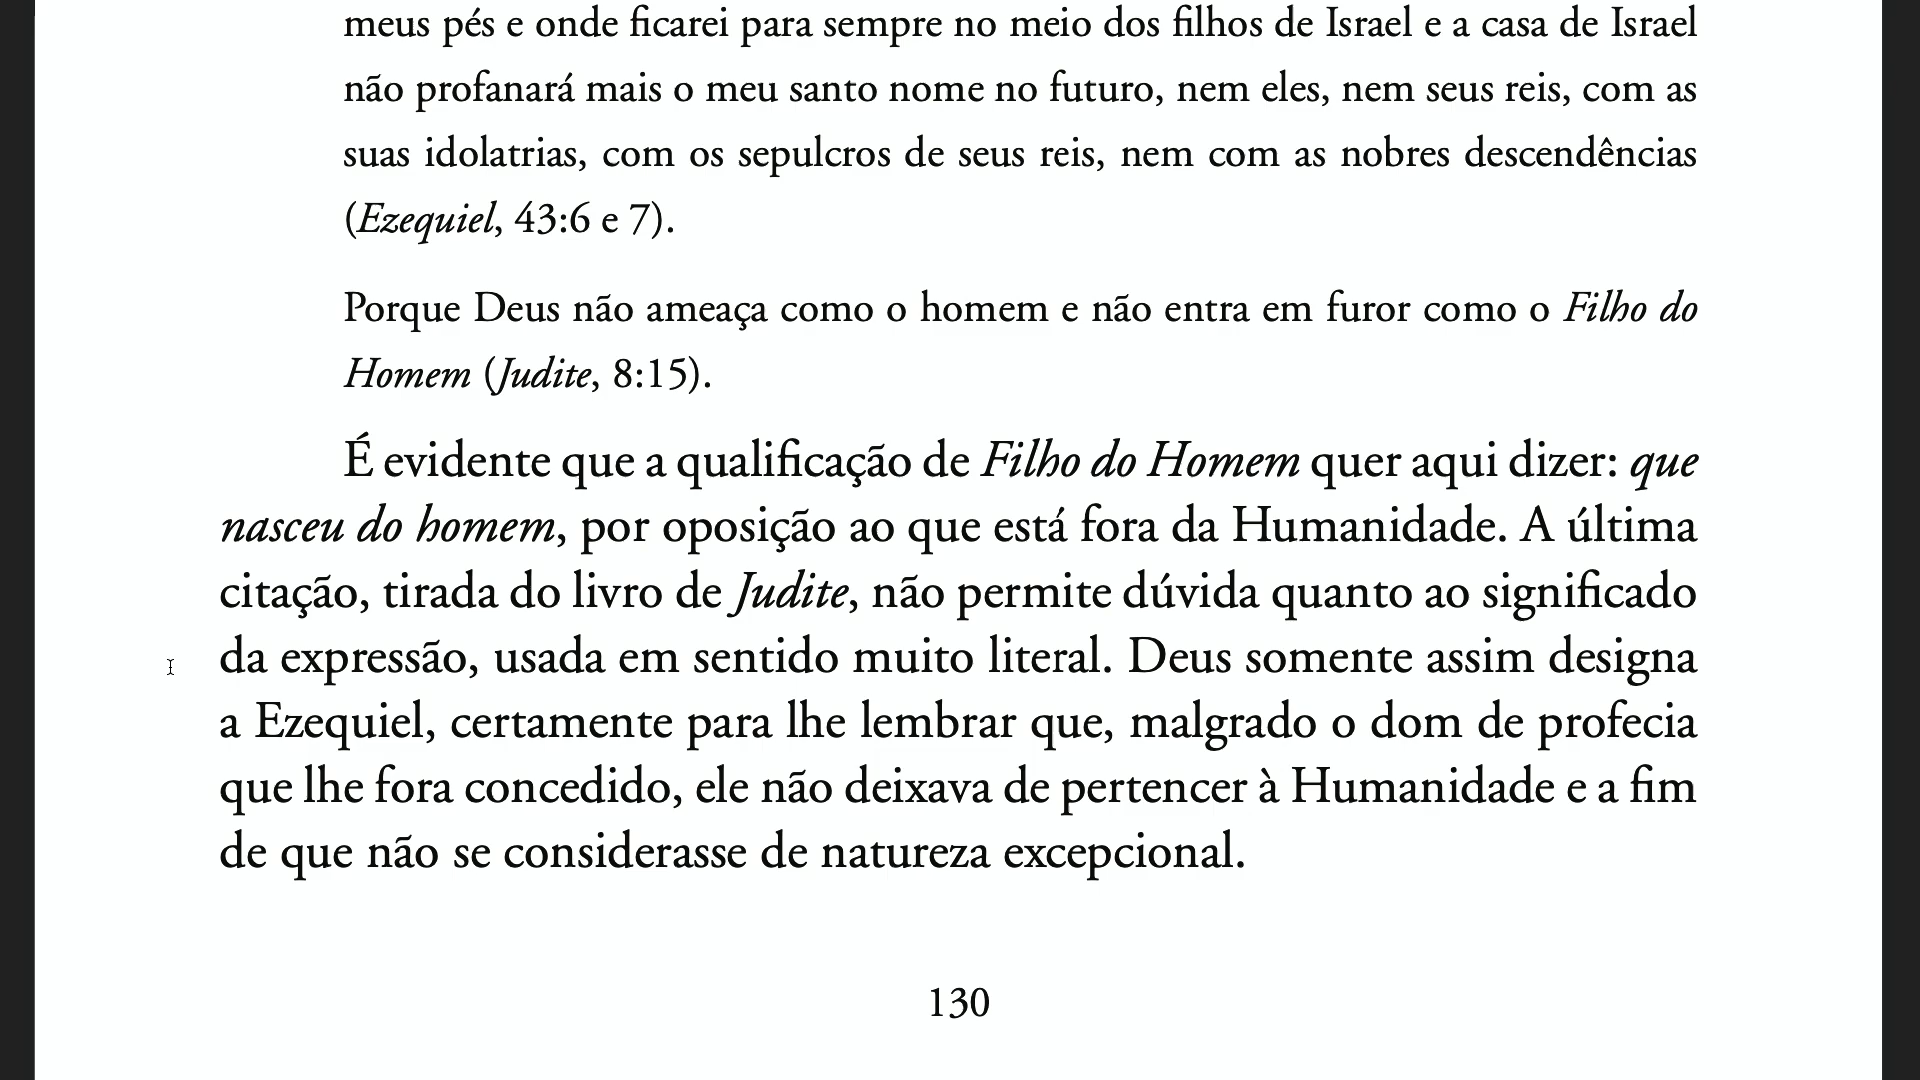 meus pés e onde ficarei para sempre no meio dos filhos de Israel e a casa de Israel
não profanará mais o meu santo nome no futuro, nem eles, nem seus reis, com as
suas idolatrias, com os sepulcros de seus reis, nem com as nobres descendências
(Ezequiel, 43:6 e 7).
Porque Deus não ameaça como o homem e não entra em furor como o Filho do
Homem (Judite, 8:15).
É evidente que a qualificação de Filho do Homem quer aqui dizer: que
nasceu do homem, por oposição ao que está fora da Humanidade. A última
citação, tirada do livro de Judite, não permite dúvida quanto ao significado
da expressão, usada em sentido muito literal. Deus somente assim designa
a Ezequiel, certamente para lhe lembrar que, malgrado o dom de profecia
que lhe fora concedido, ele não deixava de pertencer à Humanidade e a fim
de que não se considerasse de natureza excepcional.
130